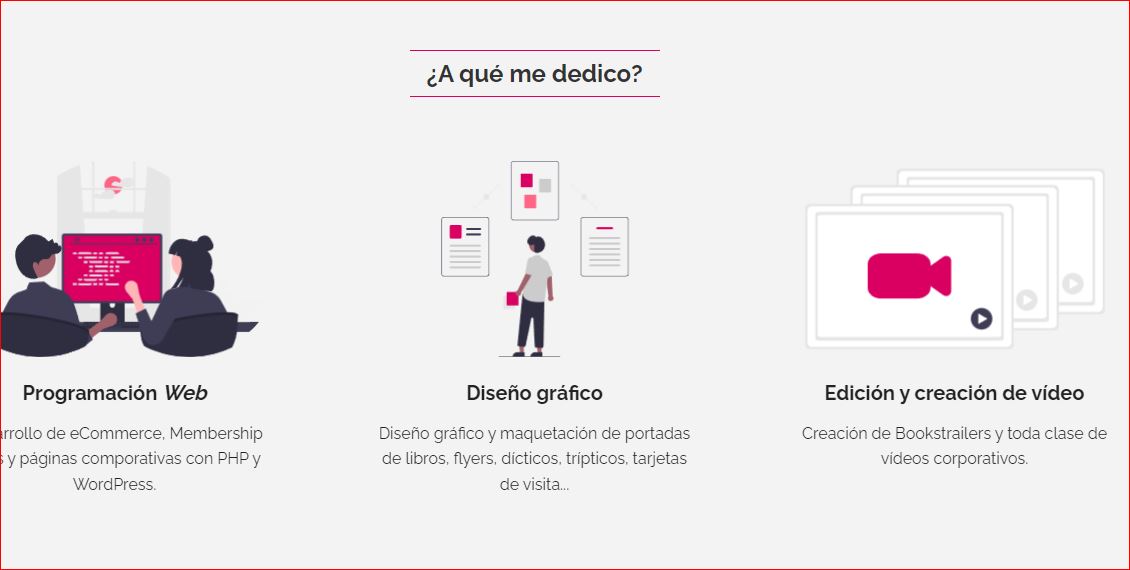 ¿A qué me dedico?
Programación Web
arrollo de eCommerce, Membership
s y páginas comporativas con PHP y
WordPress.
Diseño gráfico
Diseño gráfico y maquetación de portadas
de libros, flyers, dícticos, trípticos, tarjetas
de visita...
Edición y creación de vídeo
Creación de Bookstrailers y toda clase de
vídeos corporativos.